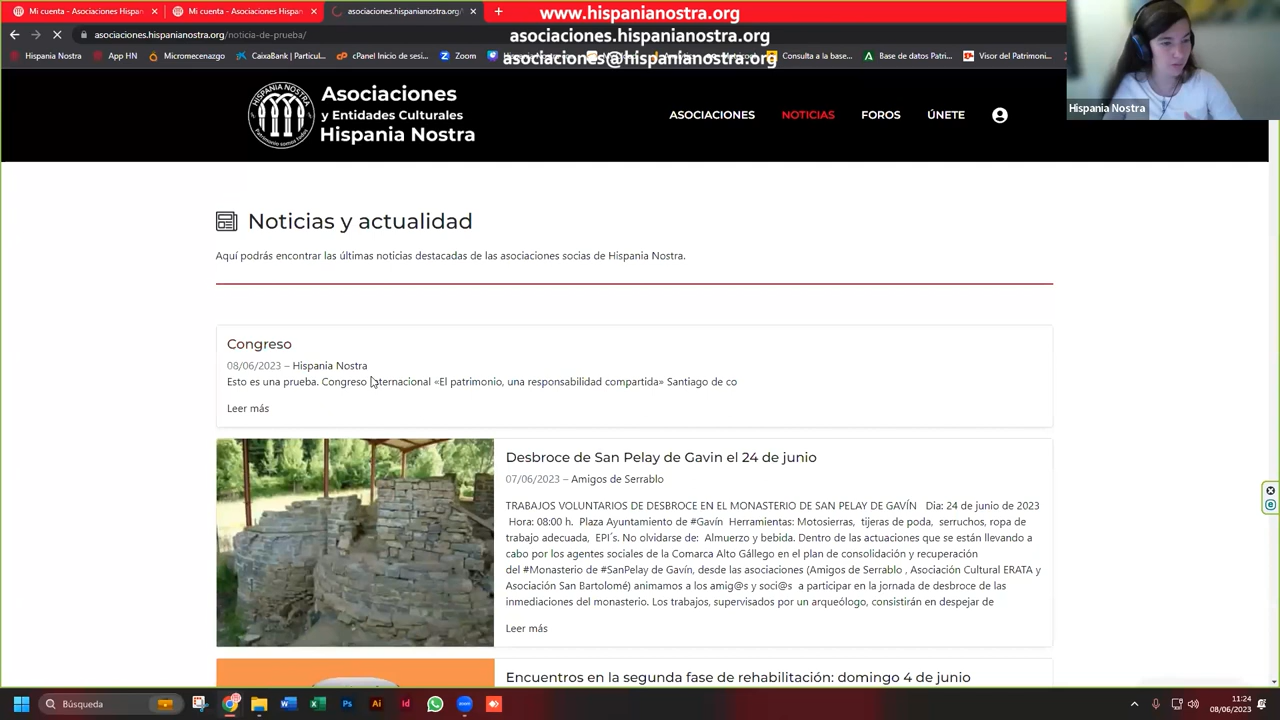 Mi cuenta - Asociaciones Hispan
Mi cuenta - Asociaciones Hispan
asociaciones.hispanianostra.org/
www.hispanianostra.org
asociaciones.hispanianostra.org/noticia-de-prueba/
asociaciones.hispanianostra.org
Hispania Nostra
App HN
Micromecenazgo
CaixaBank | Particul...
cPanel Inicio de sesi...
Zoom
asociaciones@hispanianostra.org
Consulta a la base...
Base de datos Patri...
Visor del Patrimoni...
Hispania Nostra
HISPANIA NOSTRA
Asociaciones
y Entidades Culturales
Hispania Nostra
ASOCIACIONES
NOTICIAS
FOROS
ÚNETE
Noticias y actualidad
Aquí podrás encontrar las últimas noticias destacadas de las asociaciones socias de Hispania Nostra.
Congreso
08/06/2023 – Hispania Nostra
Esto es una prueba. Congreso Internacional «El patrimonio, una responsabilidad compartida» Santiago de co
Leer más
Desbroce de San Pelay de Gavin el 24 de junio
07/06/2023 – Amigos de Serrablo
TRABAJOS VOLUNTARIOS DE DESBROCE EN EL MONASTERIO DE SAN PELAY DE GAVÍN Día: 24 de junio de 2023
Hora: 08:00 h. Plaza Ayuntamiento de #Gavín Herramientas: Motosierras, tijeras de poda, serruchos, ropa de
trabajo adecuada, EPI´s. No olvidarse de: Almuerzo y bebida. Dentro de las actuaciones que se están llevando a
cabo por los agentes sociales de la Comarca Alto Gállego en el plan de consolidación y recuperación
del #Monasterio de #SanPelay de Gavín, desde las asociaciones (Amigos de Serrablo , Asociación Cultural ERATA y
Asociación San Bartolomé) animamos a los amig@s y soci@s a participar en la jornada de desbroce de las
inmediaciones del monasterio. Los trabajos, supervisados por un arqueólogo, consistirán en despejar de
Leer más
Encuentros en la segunda fase de rehabilitación: domingo 4 de junio
Búsqueda
11:24
08/06/2023